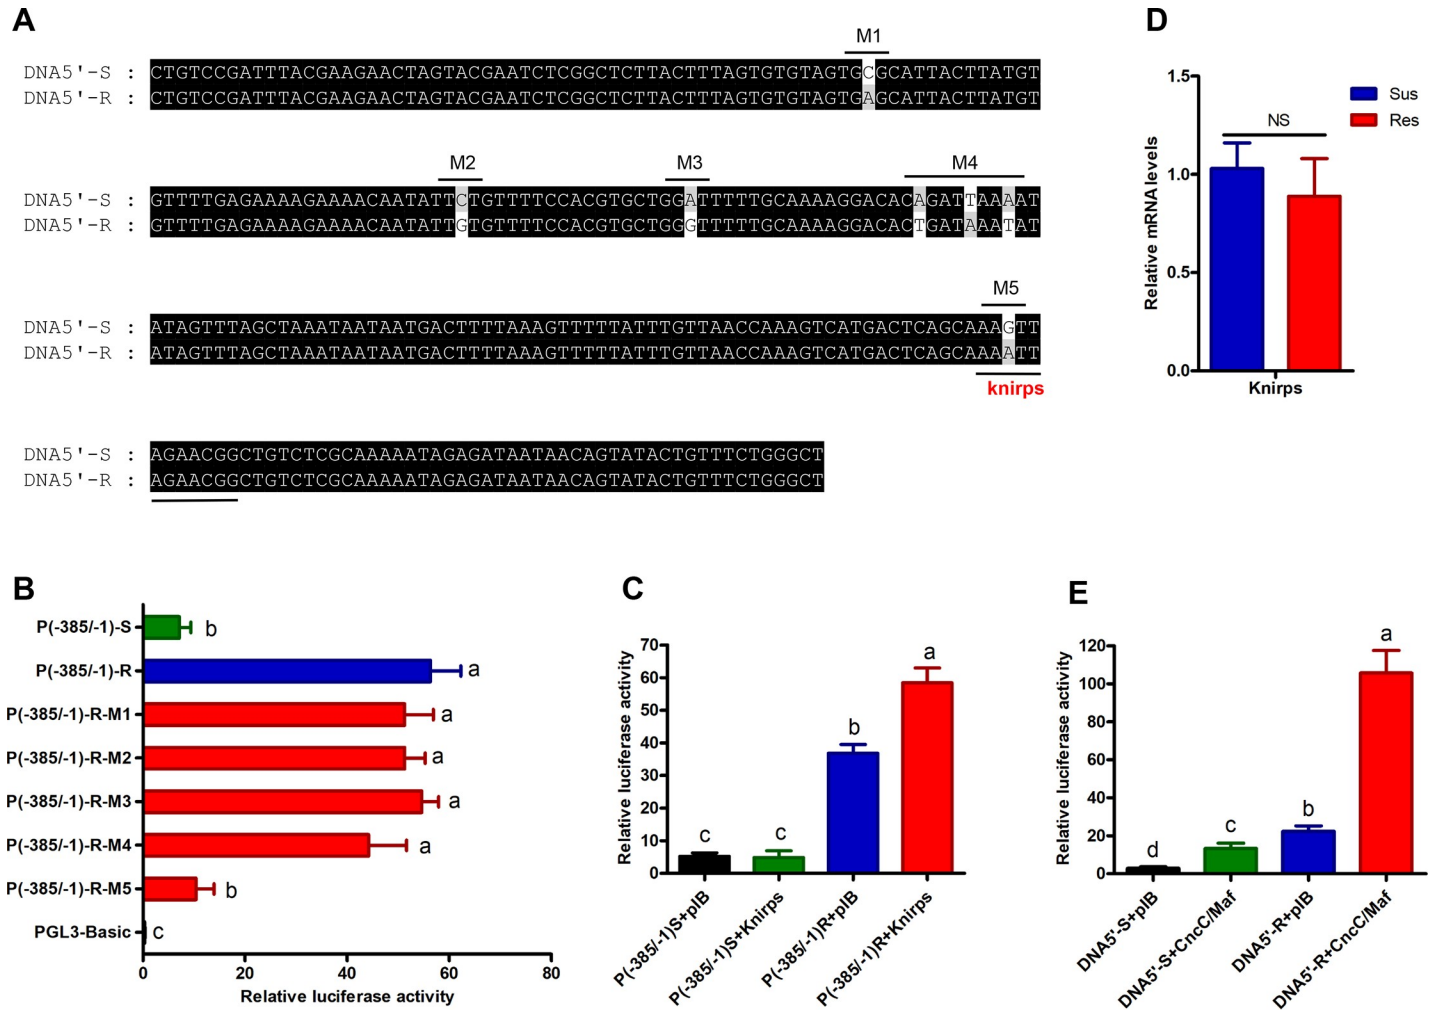 A
M1
DNA5'-S : CTGTCCGATTTACGAAGAACTAGTACGAATCTCGGCTCTTACTTTAGTGTGTAGTGCGCATTACTTATGT
DNA5'-R : CTGTCCGATTTACGAAGAACTAGTACGAATCTCGGCTCTTACTTTAGTGTGTAGTGAGCATTACTTATGT
M2 M3 M4
DNA5'-S : GTTTTGAGAAAAGAAAACAATATTCTGTTTTCCACGTGCTGGATTTTTGCAAAAGGACACAGATTAAAAT
DNA5'-R : GTTTTGAGAAAAGAAAACAATATTGTGTTTTCCACGTGCTGGGTTTTTGCAAAAGGACACTGATAAATAT
M5
DNA5'-S : ATAGTTTAGCTAAATAATAATGACTTTTAAAGTTTTTATTTGTTAACCAAAGTCATGACTCAGCAAAGTT
DNA5'-R : ATAGTTTAGCTAAATAATAATGACTTTTAAAGTTTTTATTTGTTAACCAAAGTCATGACTCAGCAAAATT
knirps
DNA5'-S : AGAACGGCTGTCTCGCAAAAATAGAGATAATAACAGTATACTGTTTCTGGGCT
DNA5'-R : AGAACGGCTGTCTCGCAAAAATAGAGATAATAACAGTATACTGTTTCTGGGCT
D
Relative mRNA levels
1.5
1.0
0.5
0.0
NS
Sus
Res
Knirps
B
P(-385/-1)-S b
P(-385/-1)-R a
P(-385/-1)-R-M1 a
P(-385/-1)-R-M2 a
P(-385/-1)-R-M3 a
P(-385/-1)-R-M4 a
P(-385/-1)-R-M5 b
PGL3-Basic c
0 20 40 60 80
Relative luciferase activity
C
Relative luciferase activity
70
60
50
40
30
20
10
0
c c b a
P(-385/-1)S+pIB
P(-385/-1)S+Knirps
P(-385/-1)R+pIB
P(-385/-1)R+Knirps
E
Relative luciferase activity
120
100
80
60
40
20
0
d c b a
DNA5'-S+pIB
DNA5'-S+CncC/Maf
DNA5'-R+pIB
DNA5'-R+CncC/Maf